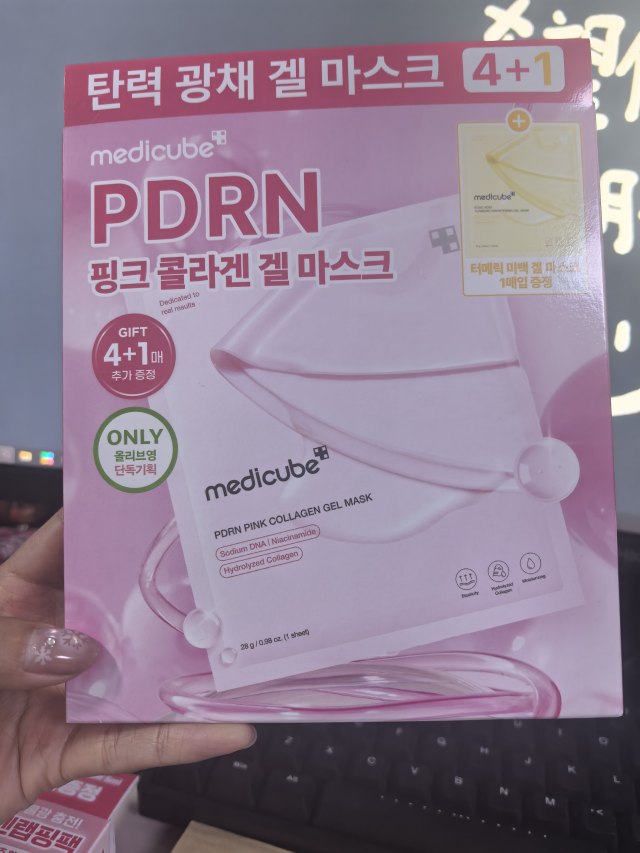 탄력 광채 겔 마스크 4+1
medicube
PDRN
핑크 콜라겐 겔 마스크
Dedicated to
real results
medicube
터메릭 미백 겔 마스크
1매입 증정
GIFT
4+1매
추가 증정
ONLY
올리브영
단독기획
medicube
PDRN PINK COLLAGEN GEL MASK
Sodium DNA | Niacinamide
Hydrolyzed Collagen
Elasticity
Hydrolyzed
Collagen
Moisturizing
28 g / 0.98 oz. (1 sheet)